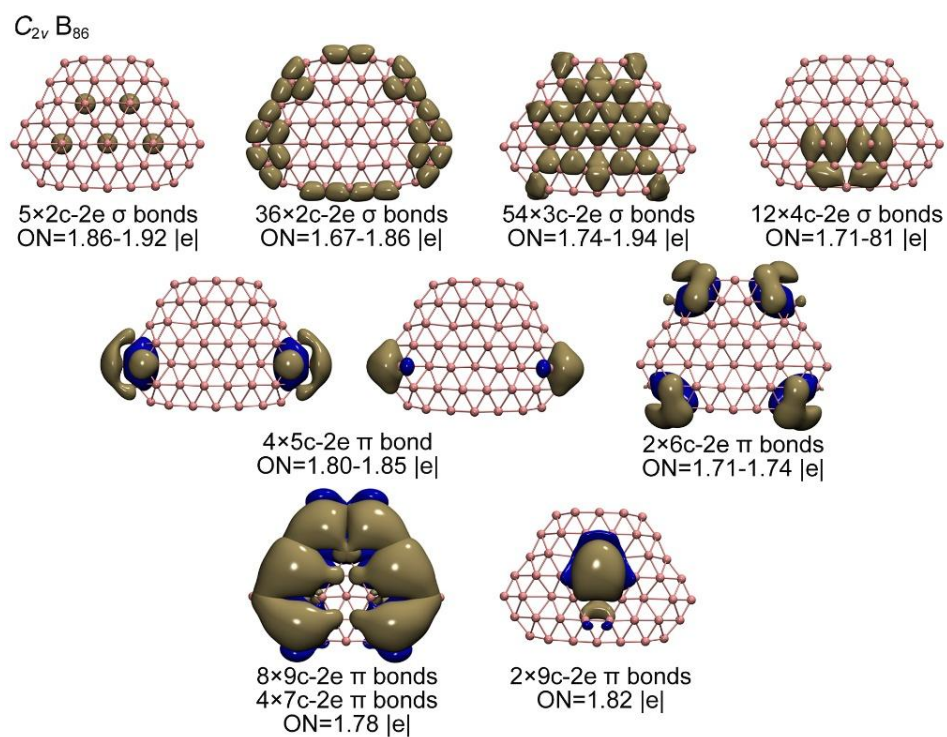 C2v B86
5×2c-2e σ bonds
ON=1.86-1.92 |e|
36×2c-2e σ bonds
ON=1.67-1.86 |e|
54×3c-2e σ bonds
ON=1.74-1.94 |e|
12×4c-2e σ bonds
ON=1.71-81 |e|
4×5c-2e π bond
ON=1.80-1.85 |e|
2×6c-2e π bonds
ON=1.71-1.74 |e|
8×9c-2e π bonds
4×7c-2e π bonds
ON=1.78 |e|
2×9c-2e π bonds
ON=1.82 |e|